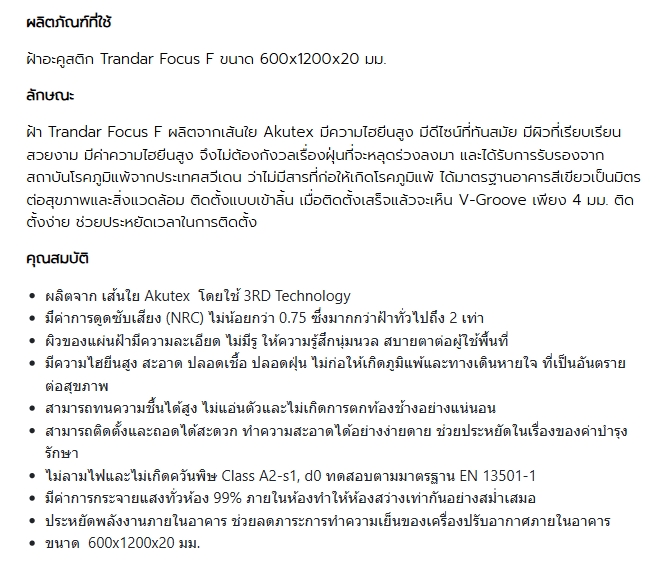 ผลิตภัณฑ์ที่ใช้
ฝ้าอะคูสติก Trandar Focus F ขนาด 600x1200x20 มม.
ลักษณะ
ฝ้า Trandar Focus F ผลิตจากเส้นใย Akutex มีความไฮยีนสูง มีดีไซน์ที่ทันสมัย มีผิวที่เรียบเรียน
สวยงาม มีค่าความไฮยีนสูง จึงไม่ต้องกังวลเรื่องฝุ่นที่จะหลุดร่วงลงมา และได้รับการรับรองจาก
สถาบันโรคภูมิแพ้จากประเทศสวีเดน ว่าไม่มีสารที่ก่อให้เกิดโรคภูมิแพ้ ได้มาตรฐานอาคารสีเขียวเป็นมิตร
ต่อสุขภาพและสิ่งแวดล้อม ติดตั้งแบบเข้าลิ้น เมื่อติดตั้งเสร็จแล้วจะเห็น V-Groove เพียง 4 มม. ติด
ตั้งง่าย ช่วยประหยัดเวลาในการติดตั้ง
คุณสมบัติ
• ผลิตจาก เส้นใย Akutex โดยใช้ 3RD Technology
• มีค่าการดูดซับเสียง (NRC) ไม่น้อยกว่า 0.75 ซึ่งมากกว่าฝ้าทั่วไปถึง 2 เท่า
• ผิวของแผ่นฝ้ามีความละเอียด ไม่มีรู ให้ความรู้สึกนุ่มนวล สบายตาต่อผู้ใช้พื้นที่
• มีความไฮยีนสูง สะอาด ปลอดเชื้อ ปลอดฝุ่น ไม่ก่อให้เกิดภูมิแพ้และทางเดินหายใจ ที่เป็นอันตราย
ต่อสุขภาพ
• สามารถทนความชื้นได้สูง ไม่แอ่นตัวและไม่เกิดการตกท้องช้างอย่างแน่นอน
• สามารถติดตั้งและถอดได้สะดวก ทำความสะอาดได้อย่างง่ายดาย ช่วยประหยัดในเรื่องของค่าบำรุง
รักษา
• ไม่ลามไฟและไม่เกิดควันพิษ Class A2-s1, d0 ทดสอบตามมาตรฐาน EN 13501-1
• มีค่าการกระจายแสงทั่วห้อง 99% ภายในห้องทำให้ห้องสว่างเท่ากันอย่างสม่ำเสมอ
• ประหยัดพลังงานภายในอาคาร ช่วยลดภาระการทำความเย็นของเครื่องปรับอากาศภายในอาคาร
• ขนาด 600x1200x20 มม.